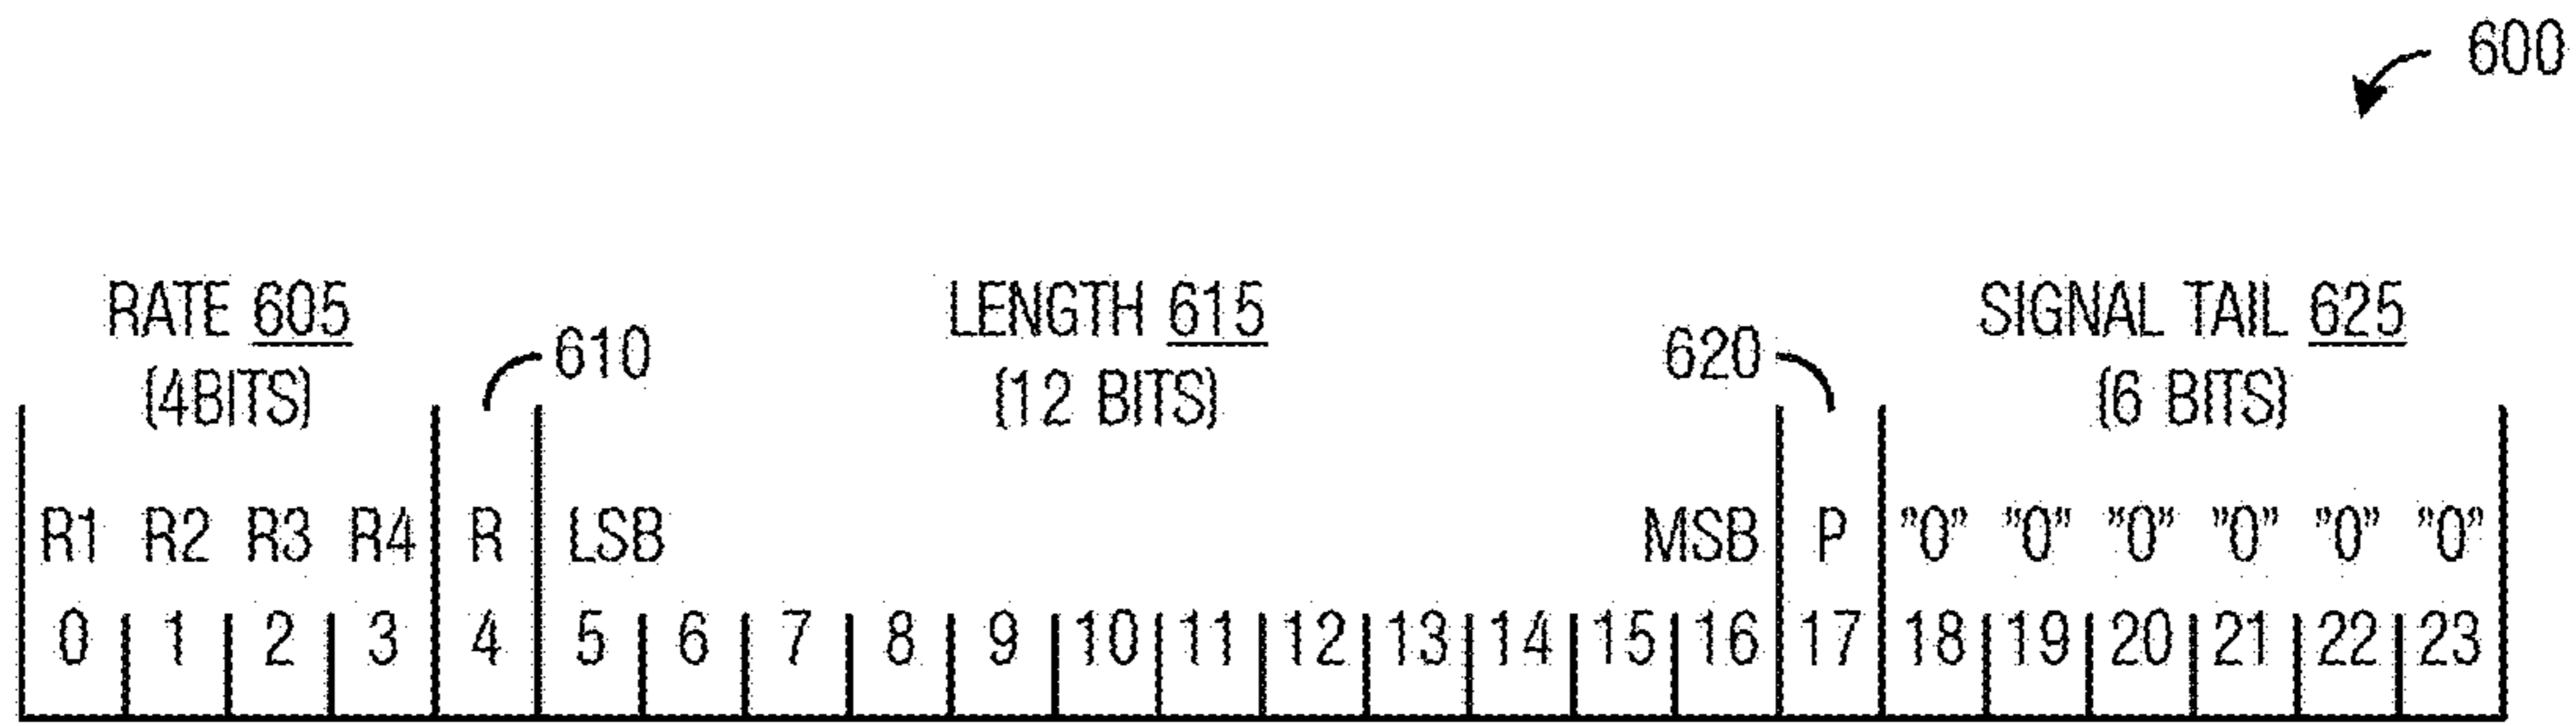 600
RATE 605
(4BITS)
610
LENGTH 615
(12 BITS)
620
SIGNAL TAIL 625
(6 BITS)
R1 R2 R3 R4 R LSB MSB P "0" "0" "0" "0" "0" "0"
0 1 2 3 4 5 6 7 8 9 10 11 12 13 14 15 16 17 18 19 20 21 22 23